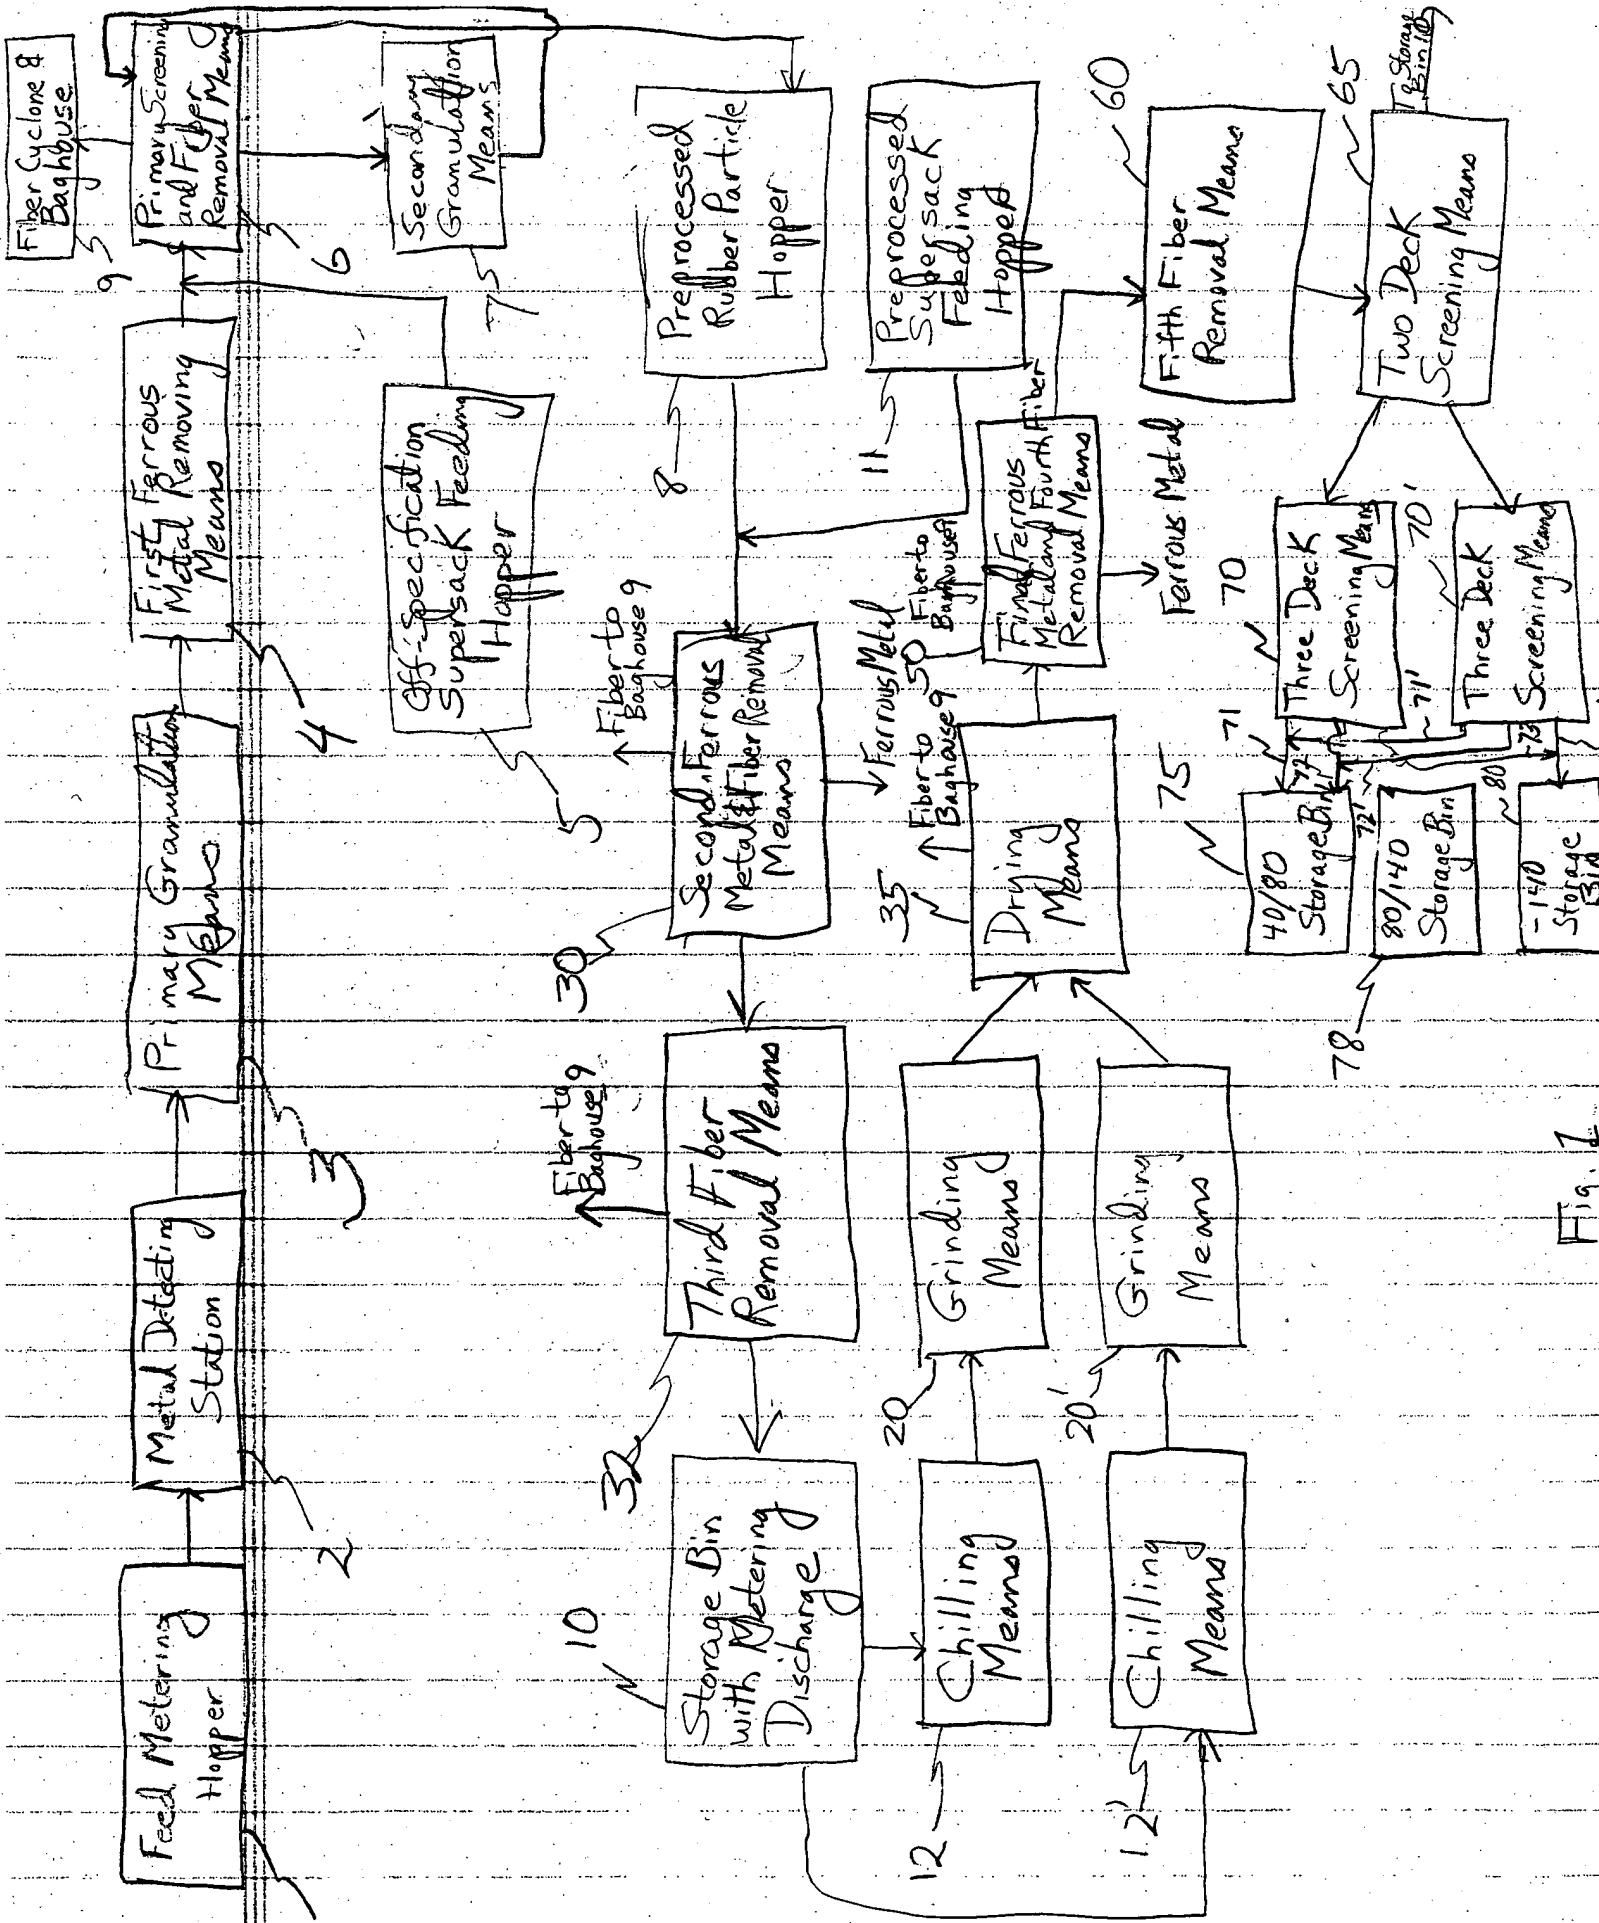 Feed Metering
Hopper
Metal Detecting
Station
2
Primary Granulation
Means
3
First Ferrous
Metal Removing
Means
4
Primary Screening
and Fiber
Removal Means
6
Fiber Cyclone &
Baghouse
9
Off-Specification
Supersack Feeding
Hopper
5
Secondary
Granulation
Means
7
Storage Bin
with Metering
Discharge
10
Third Fiber
Removal Means
32
Fiber to
Baghouse 9
Second Ferrous
Metal & Fiber Removal
Means
30
Fiber to
Baghouse 9
Ferrous Metal
Preprocessed
Rubber Particle
Hopper
8
Preprocessed
Supersack
Feeding
Hopper
11
Chilling
Means
12
Grinding
Means
20
Chilling
Means
12'
Grinding
Means
20'
Drying
Means
35
Fiber to
Baghouse 9
Final Ferrous
Metal and Fourth Fiber
Removal Means
50
Fiber to
Baghouse 9
Ferrous Metal
Fifth Fiber
Removal Means
60
Two Deck
Screening Means
65
To Storage
Bin 10
Three Deck
Screening Means
70
Three Deck
Screening Means
70'
71
71'
72
72'
73
40/80
Storage Bin
75
80/140
Storage Bin
78
-140
Storage
Bin
80
Fig. 1